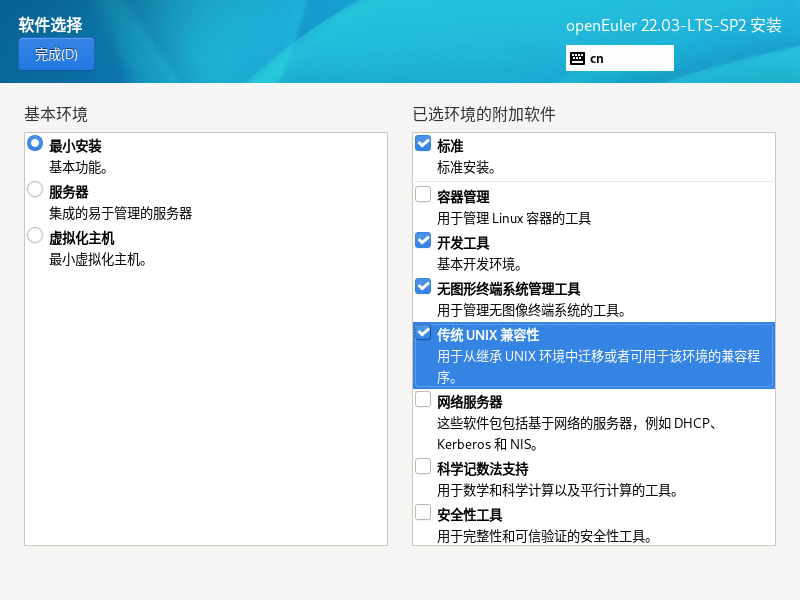 软件选择
openEuler 22.03-LTS-SP2 安装
完成(D)
cn
基本环境
最小安装
基本功能。
服务器
集成的易于管理的服务器
虚拟化主机
最小虚拟化主机。
已选环境的附加软件
标准
标准安装。
容器管理
用于管理 Linux 容器的工具
开发工具
基本开发环境。
无图形终端系统管理工具
用于管理无图像终端系统的工具。
传统 UNIX 兼容性
用于从继承 UNIX 环境中迁移或者可用于该环境的兼容程
序。
网络服务器
这些软件包包括基于网络的服务器，例如 DHCP、
Kerberos 和 NIS。
科学记数法支持
用于数学和科学计算以及平行计算的工具。
安全性工具
用于完整性和可信验证的安全性工具。